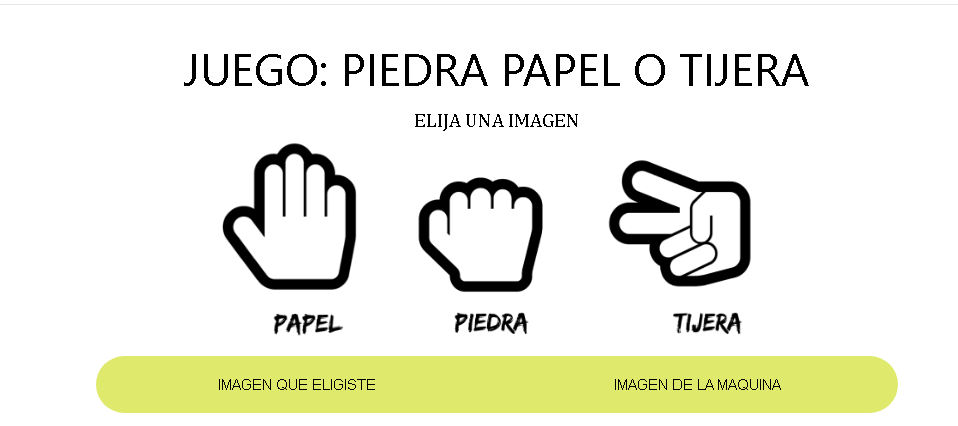 JUEGO: PIEDRA PAPEL O TIJERA
ELIJA UNA IMAGEN
PAPEL PIEDRA TIJERA
IMAGEN QUE ELIGISTE IMAGEN DE LA MAQUINA